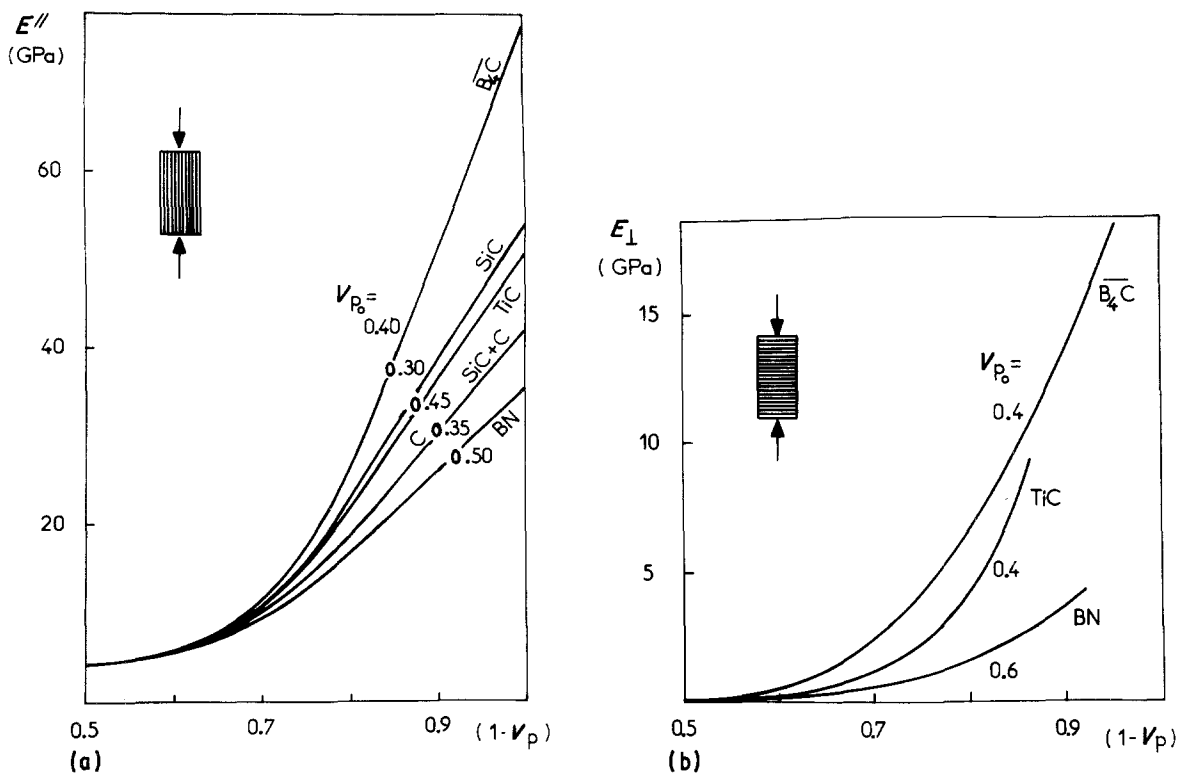 E//
(GPa)
60
40
20
B4C
SiC
TiC
SiC+C
C
BN
Vp₀=
0.40
0.30
0.45
0.35
0.50
0.5
0.7
0.9
(1-Vp)
(a)
E⊥
(GPa)
15
10
5
B4C
Vp₀=
0.4
TiC
0.4
BN
0.6
0.5
0.7
0.9
(1-Vp)
(b)